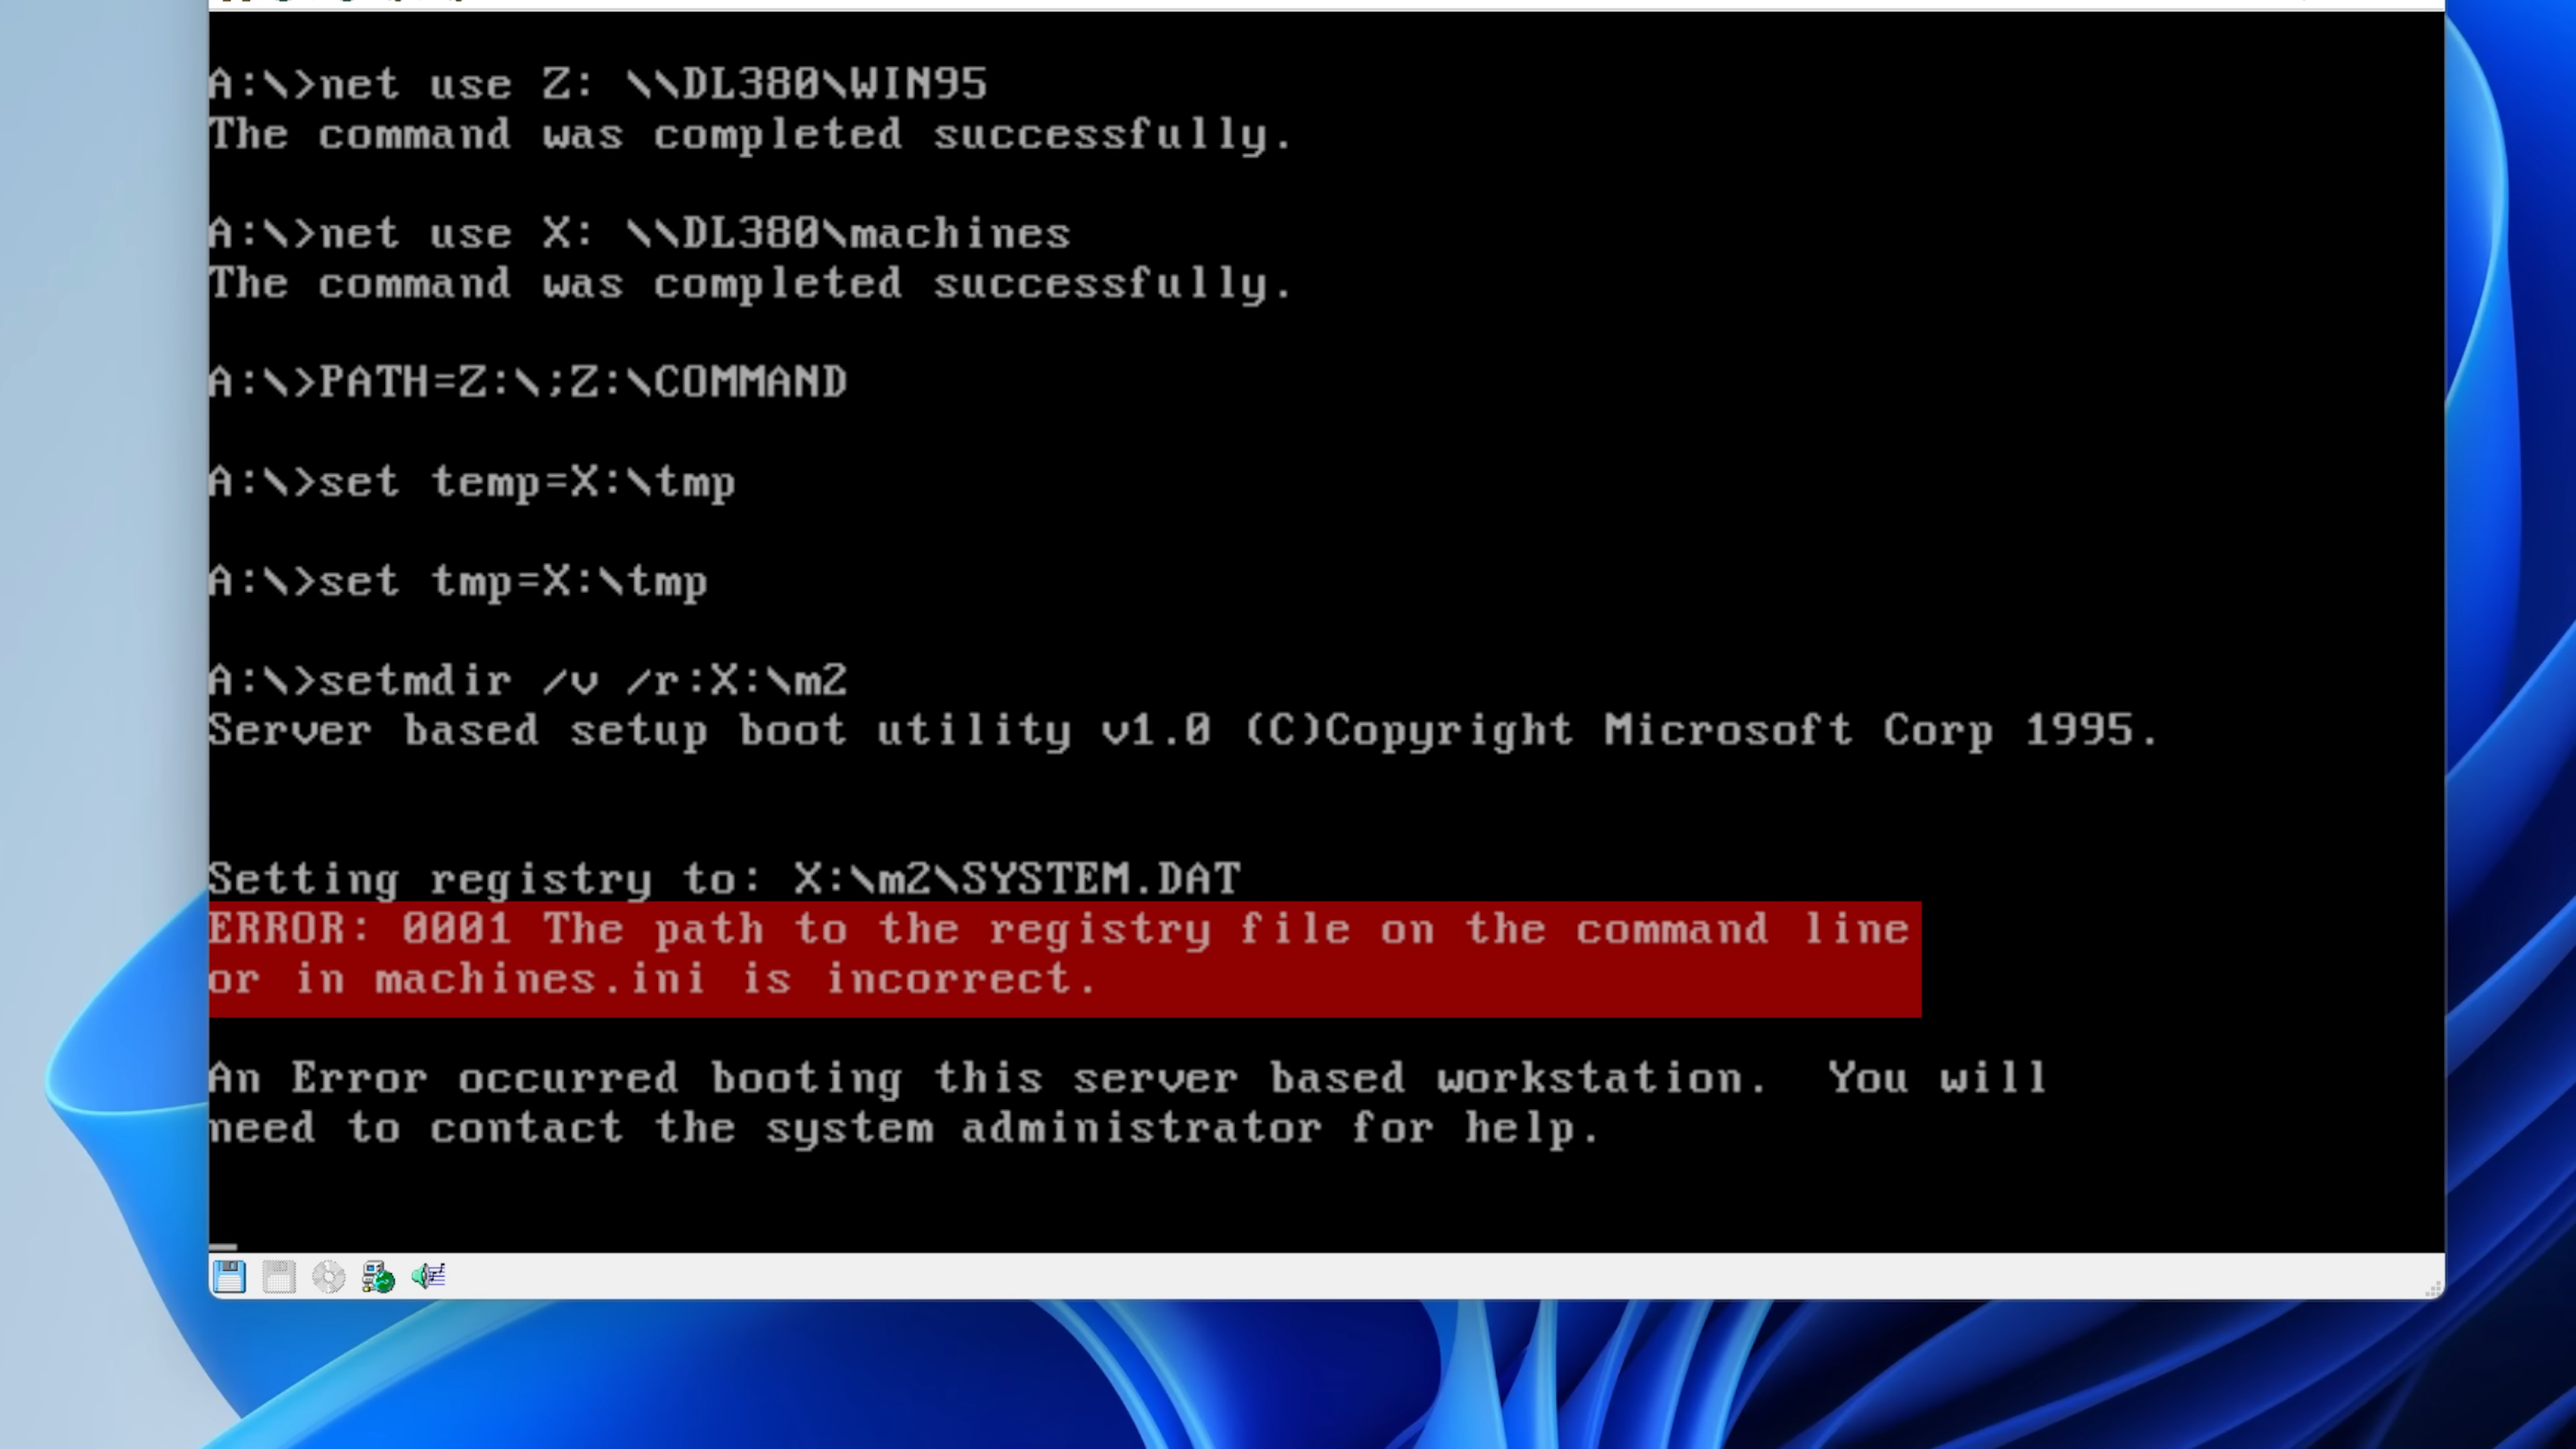 A:\>net use Z: \\DL380\WIN95
The command was completed successfully.
A:\>net use X: \\DL380\machines
The command was completed successfully.
A:\>PATH=Z:\;Z:\COMMAND
A:\>set temp=X:\tmp
A:\>set tmp=X:\tmp
A:\>setmdir /v /r:X:\m2
Server based setup boot utility v1.0 (C)Copyright Microsoft Corp 1995.
Setting registry to: X:\m2\SYSTEM.DAT
ERROR: 0001 The path to the registry file on the command line
or in machines.ini is incorrect.
An Error occurred booting this server based workstation.  You will
need to contact the system administrator for help.